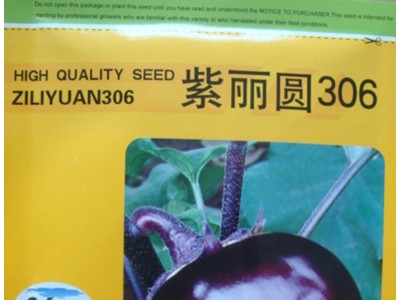 Do not open this package or plant this seed until you have read and understood the NOTICE TO PURCHASER.This seed is intended for
planting by professional growers who are familiar with this variety or who harvested under their field conditions.
HIGH QUALITY SEED
ZILIYUAN306
紫丽圆306